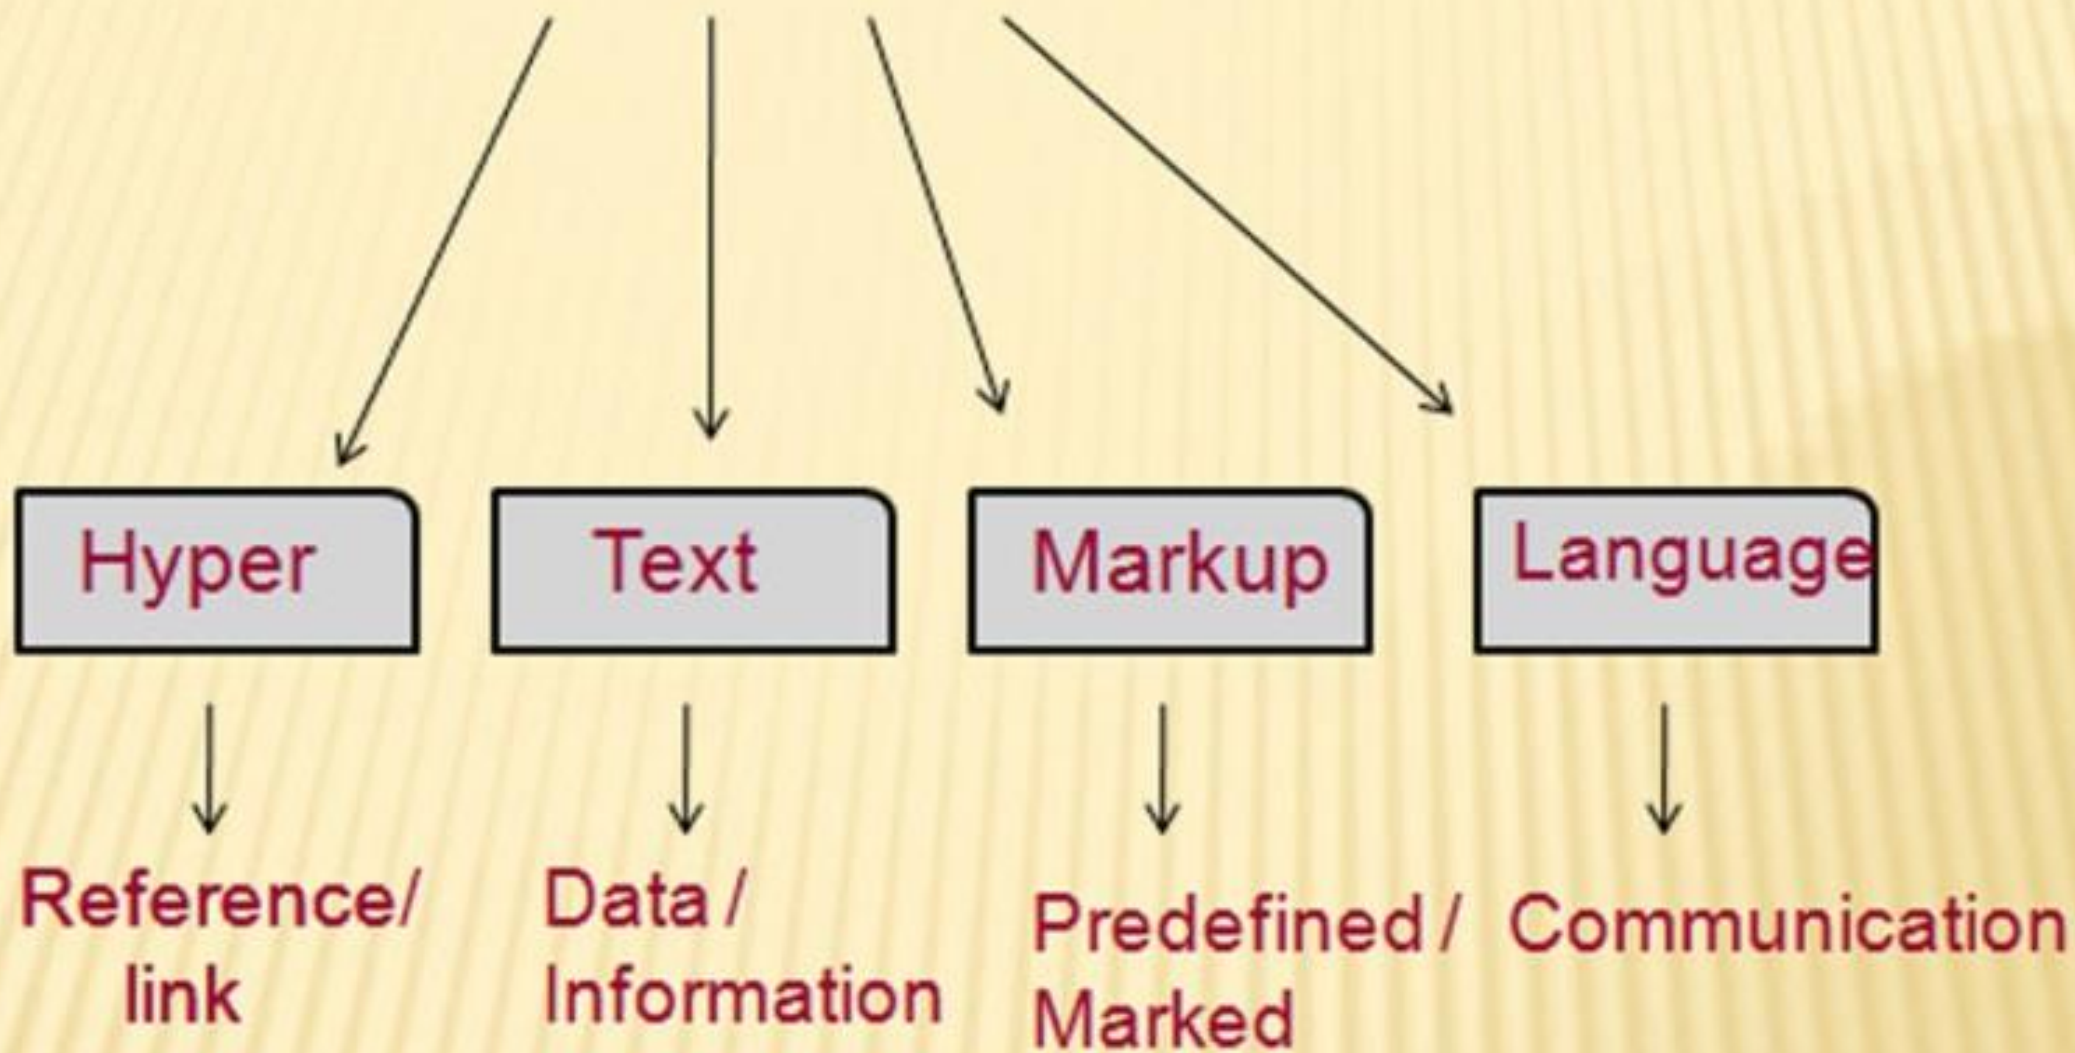 Hyper
Text
Markup
Language
Reference/
link
Data /
Information
Predefined /
Marked
Communication